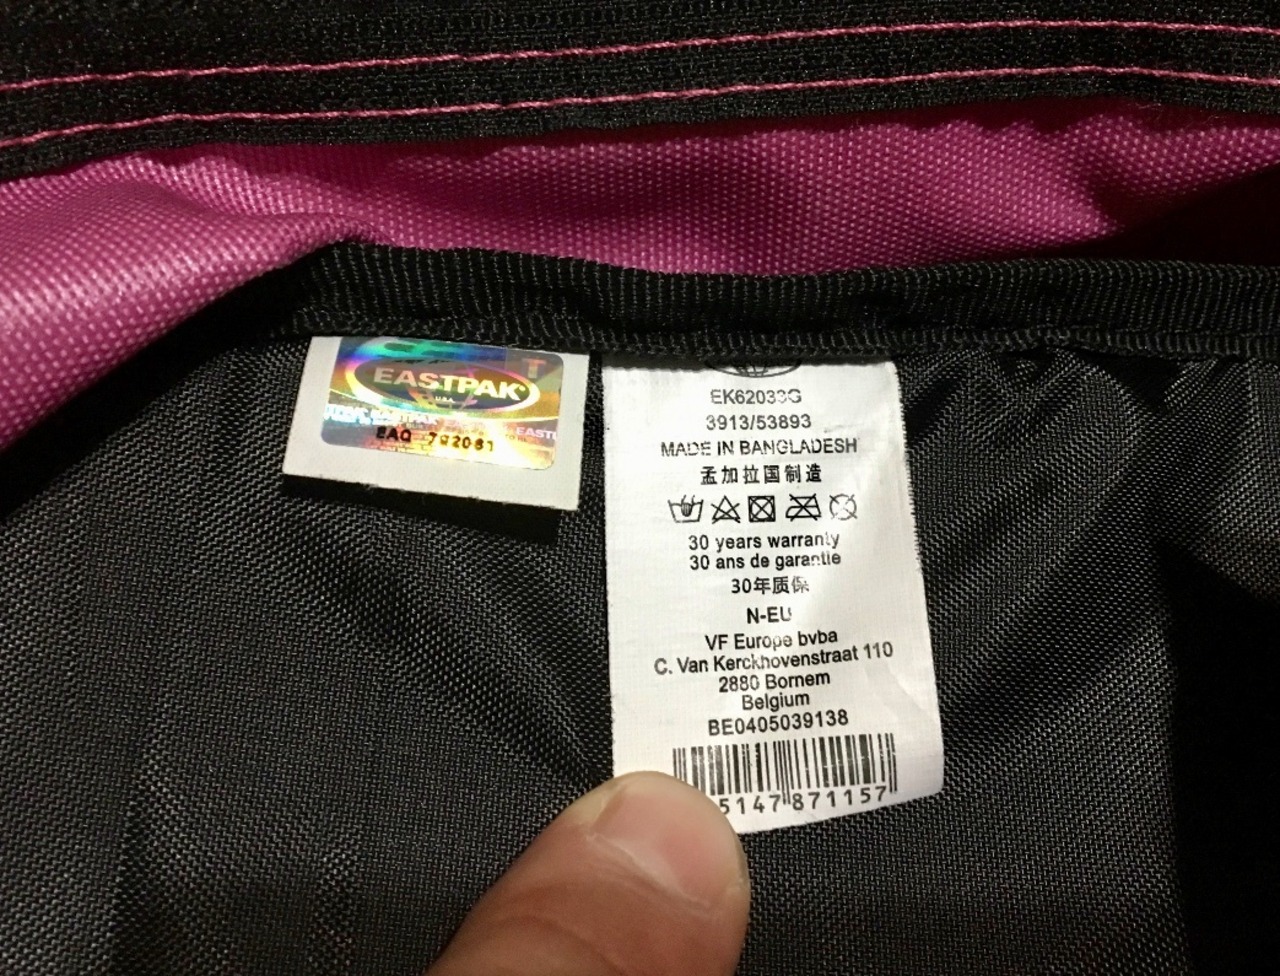 EASTPAK
U.S.A.
EAQ 792061
EK62033G
3913/53893
MADE IN BANGLADESH
孟加拉国制造
30 years warranty
30 ans de garantie
30年质保
N-EU
VF Europe bvba
C. Van Kerckhovenstraat 110
2880 Bornem
Belgium
BE0405039138
5147 871157